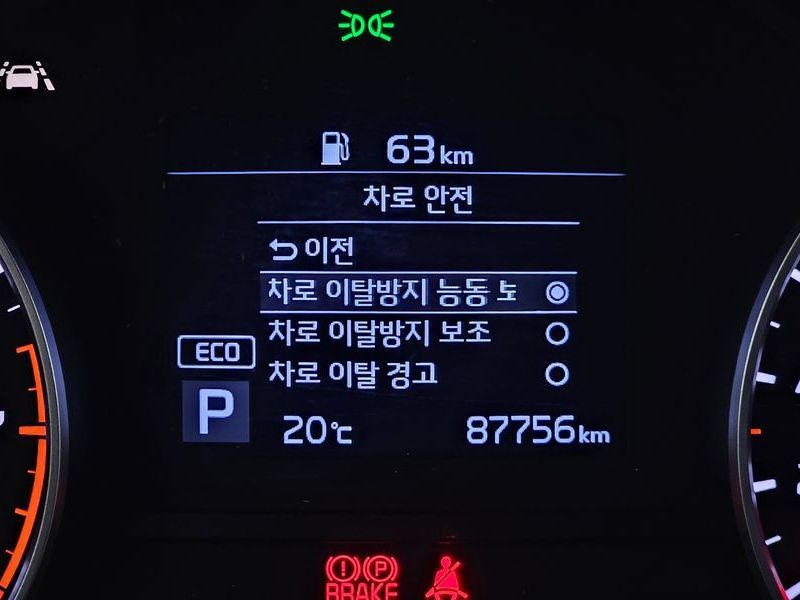 63km
차로 안전
이전
차로 이탈방지 능동
차로 이탈방지 보조
ECO
차로 이탈 경고
P
20℃
87756km
(!) (P)
BRAKE